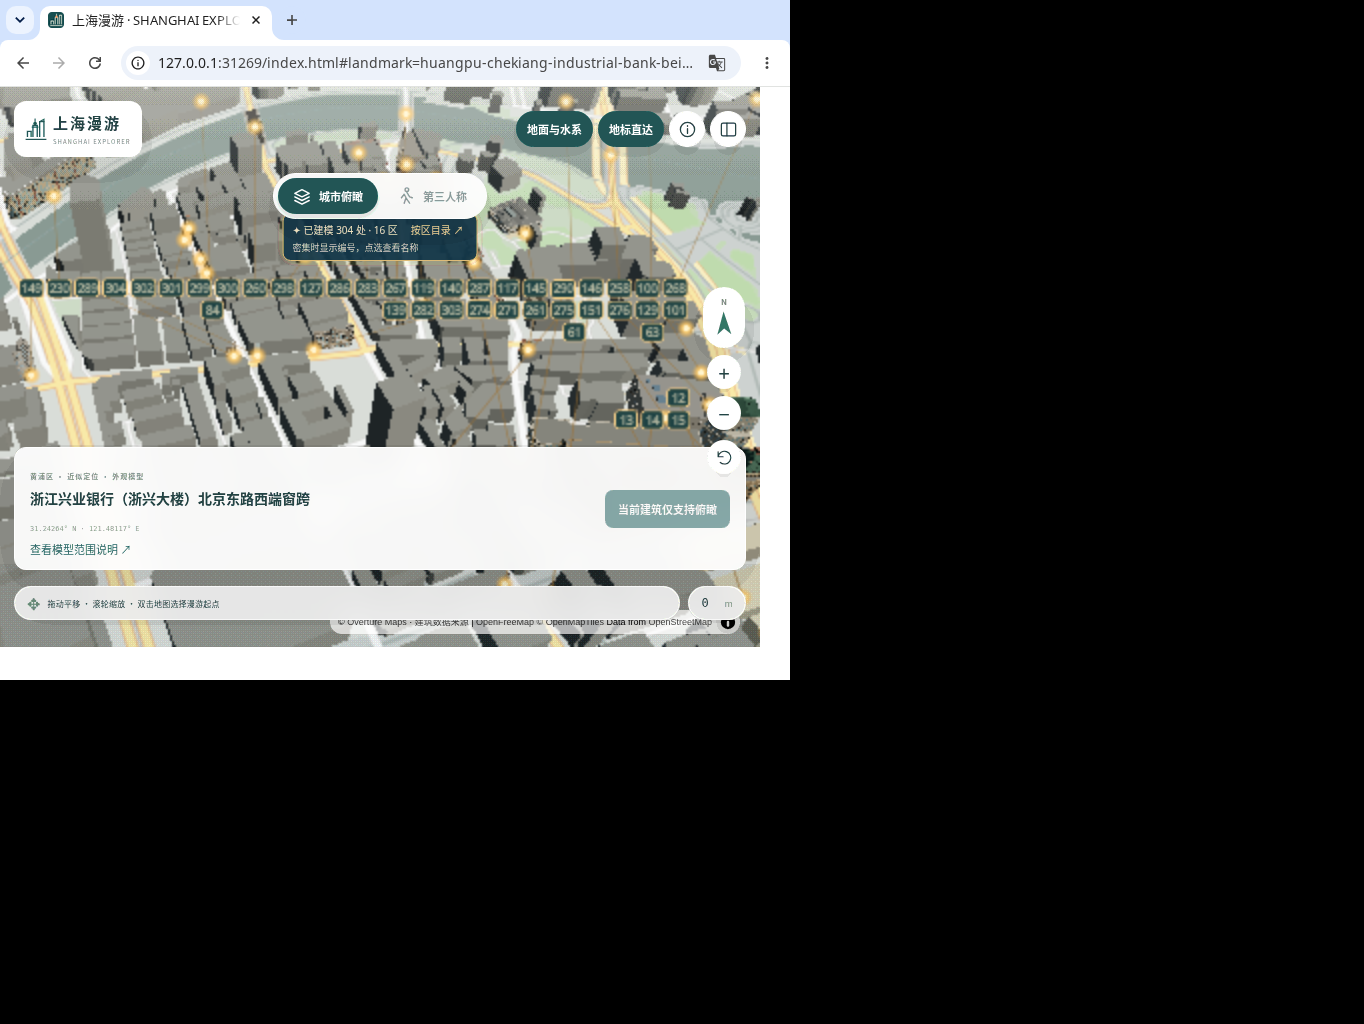 上海漫游 · SHANGHAI EXPLO
127.0.0.1:31269/index.html#landmark=huangpu-chekiang-industrial-bank-bei...
上海漫游
SHANGHAI EXPLORER
地面与水系
地标直达
城市俯瞰
第三人称
✦ 已建模 304 处 · 16 区 按区目录 ↗
密集时显示编号，点选查看名称
149 230 289 304 302 301 299 300 260 298 127 286 283 267 119 140 287 117 145 290 146 258 100 268
84 139 282 303 274 271 261 275 151 276 129 101
61 63
12
13 14 15
N
+
−
黄浦区 · 近似定位 · 外观模型
浙江兴业银行（浙兴大楼）北京东路西端窗跨
31.24264° N · 121.48117° E
查看模型范围说明 ↗
当前建筑仅支持俯瞰
拖动平移 · 滚轮缩放 · 双击地图选择漫游起点
0 m
© Overture Maps · 建筑数据来源 | OpenFreeMap © OpenMapTiles Data from OpenStreetMap